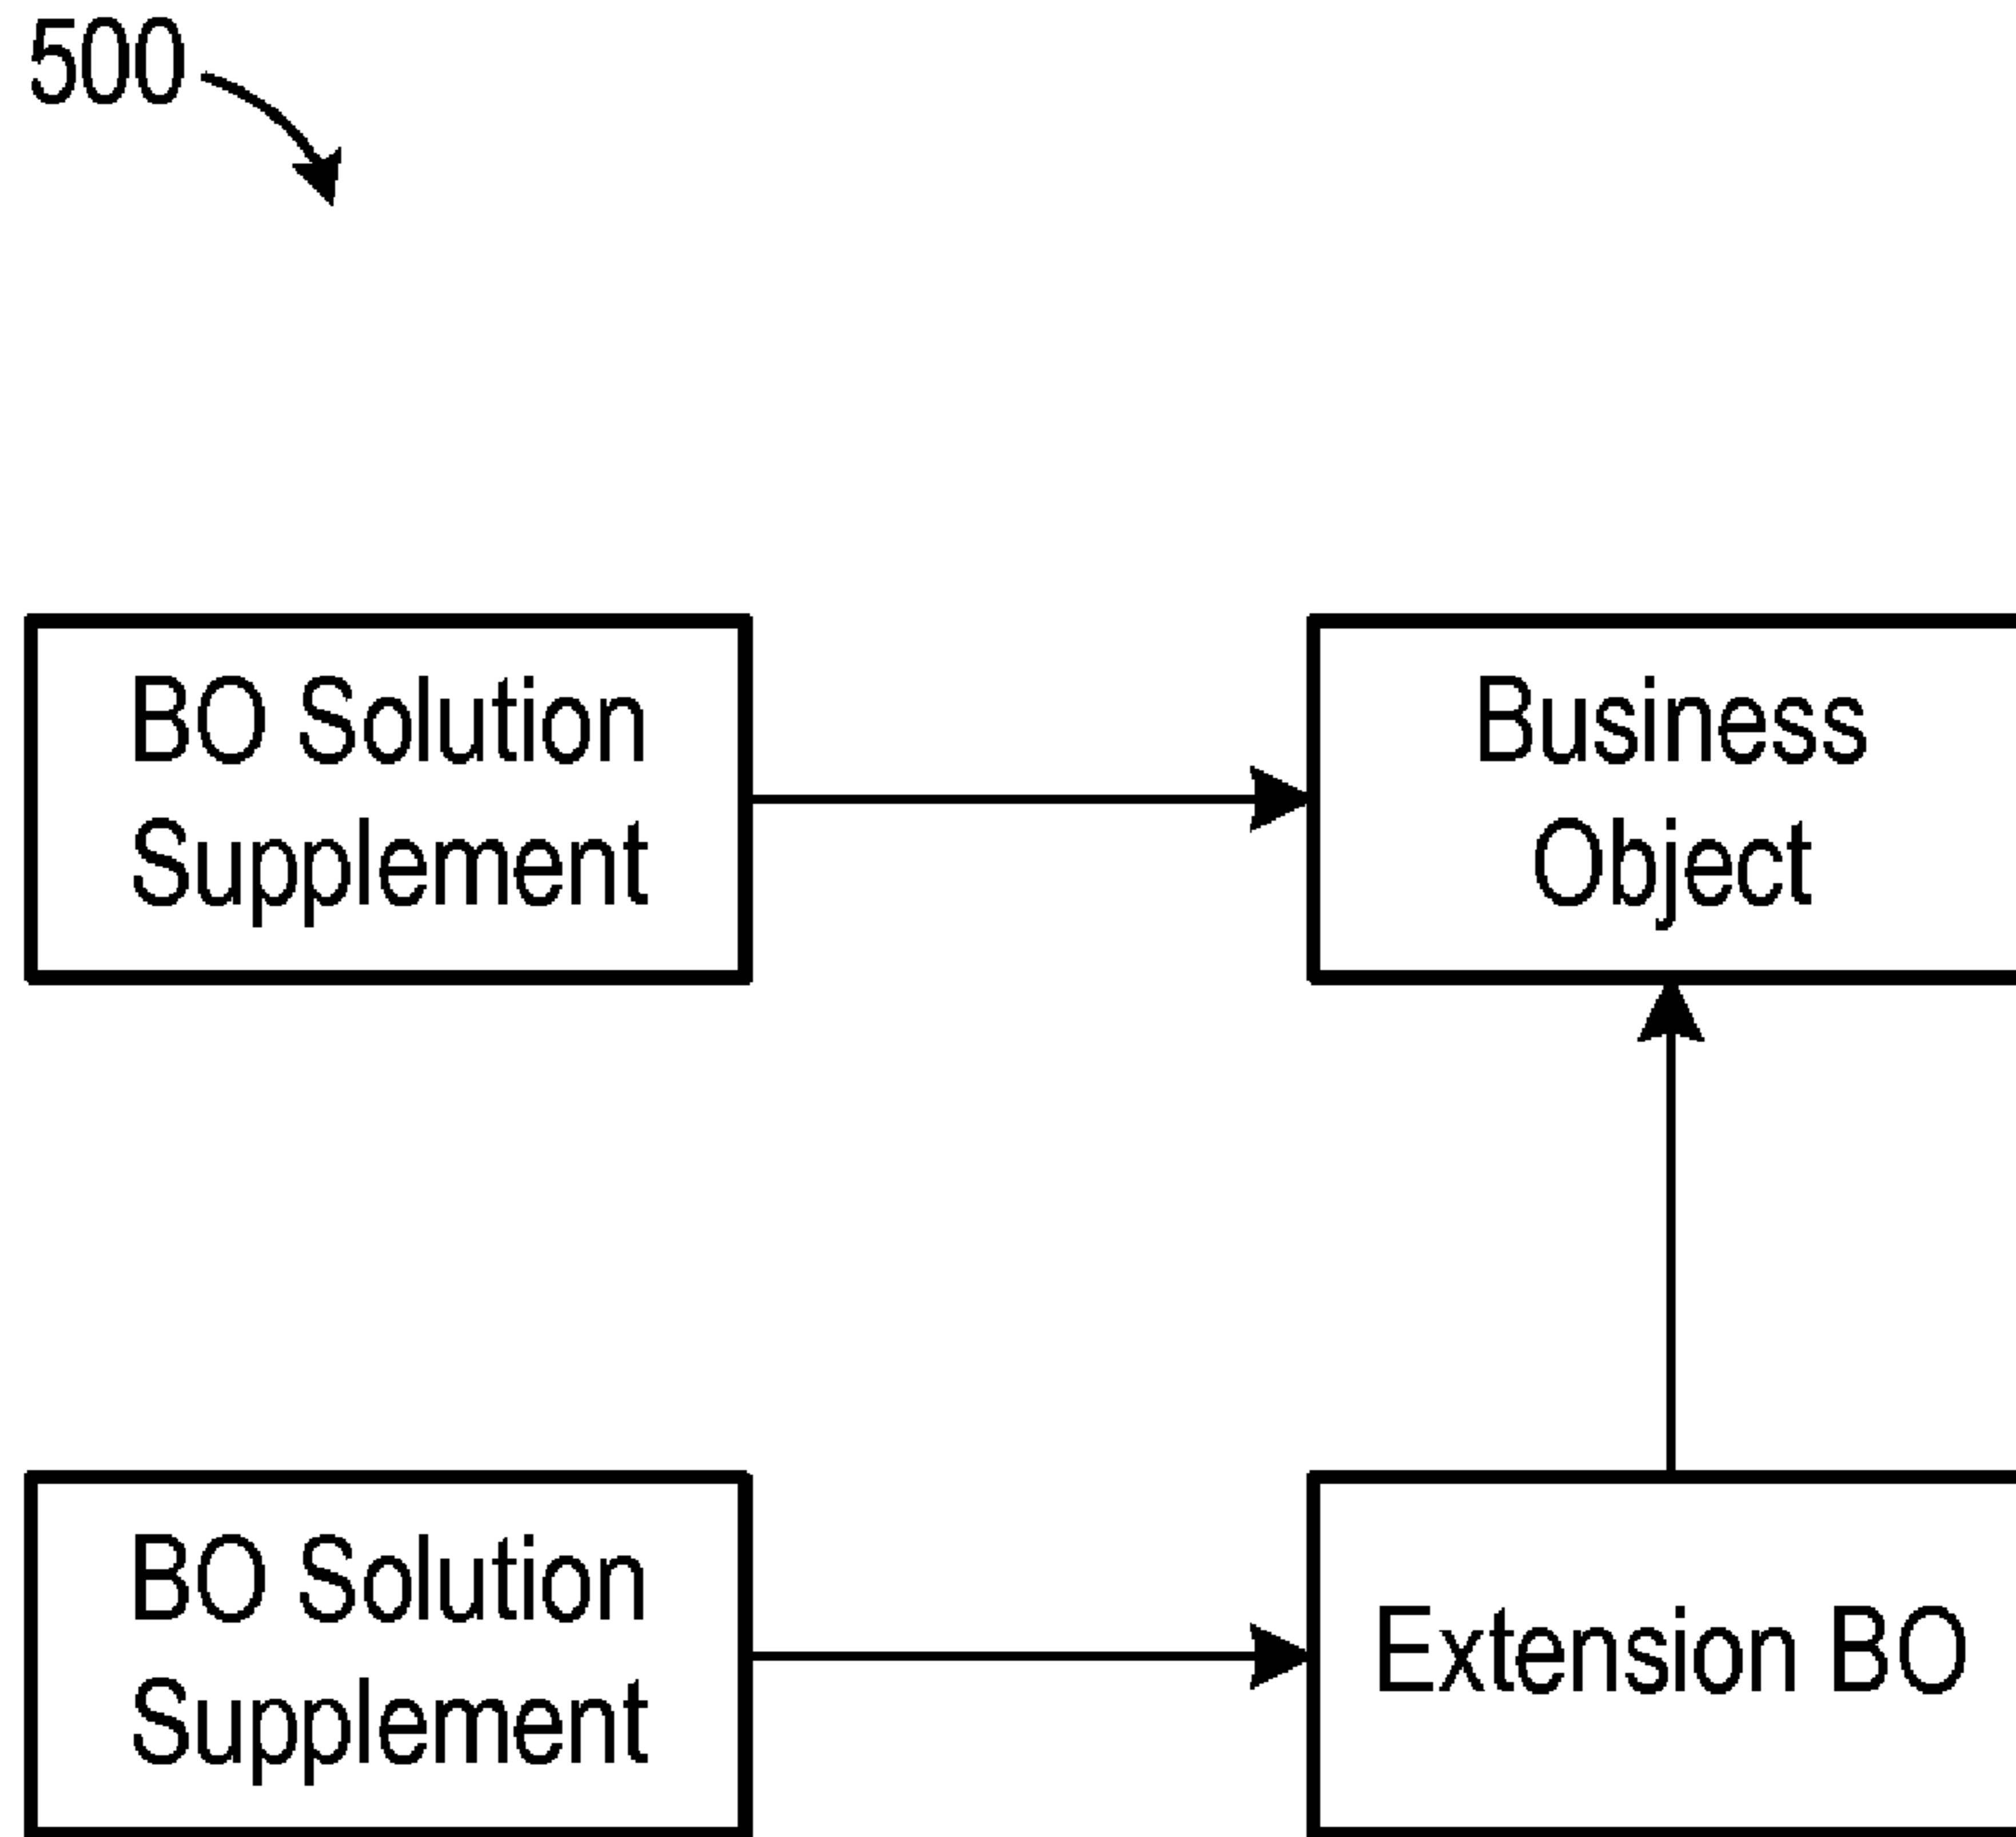 500
BO Solution
Supplement
Business
Object
BO Solution
Supplement
Extension BO